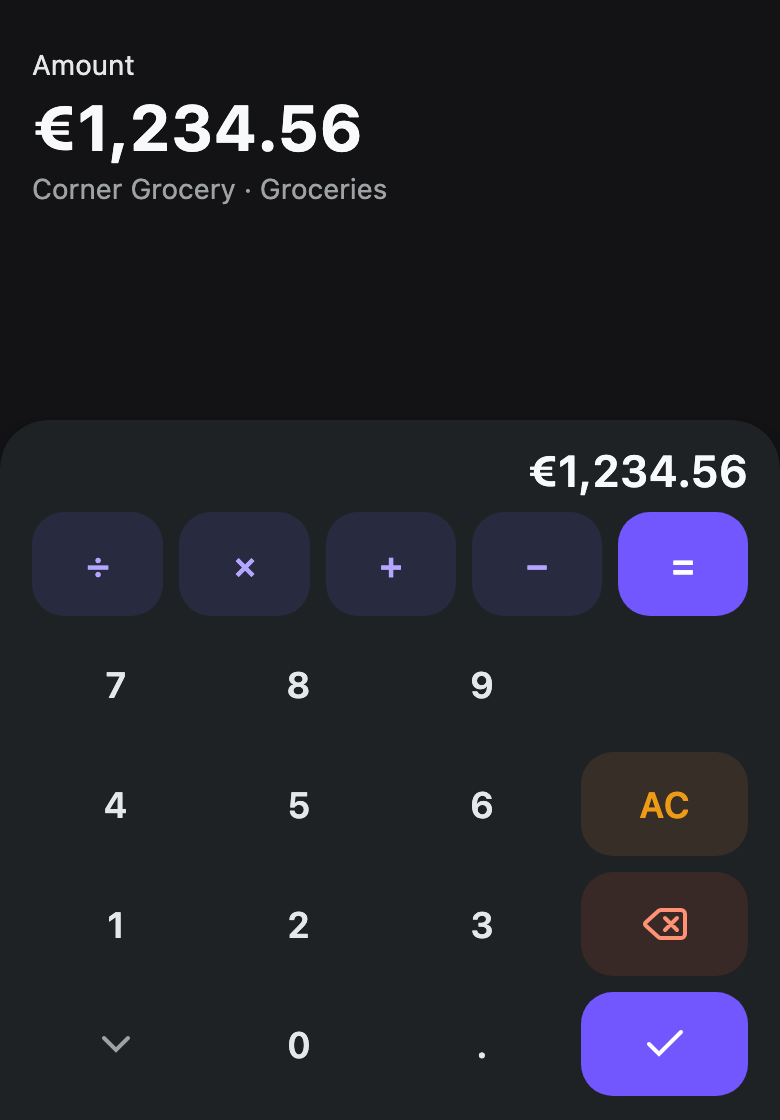 Amount
€1,234.56
Corner Grocery · Groceries
€1,234.56
÷ × + − =
7 8 9
4 5 6 AC
1 2 3
0 .